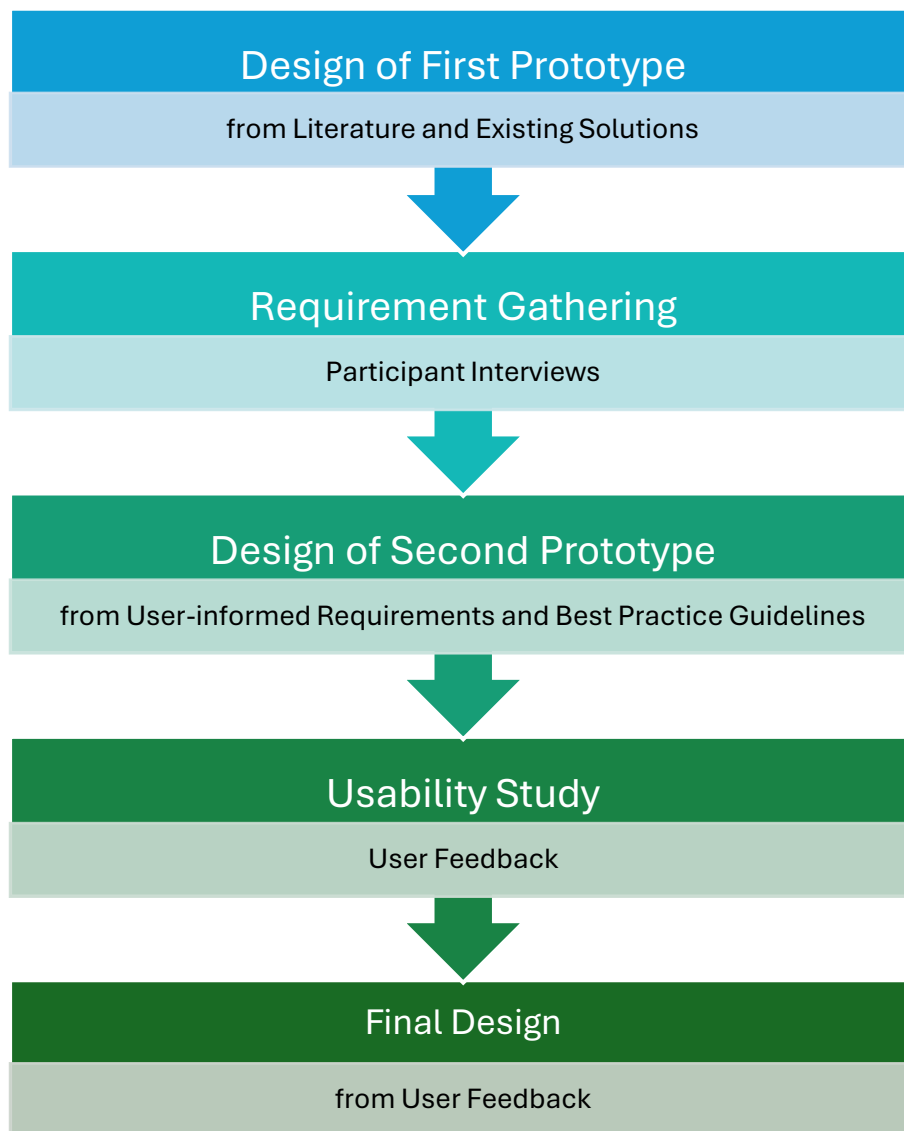 Design of First Prototype
from Literature and Existing Solutions
Requirement Gathering
Participant Interviews
Design of Second Prototype
from User-informed Requirements and Best Practice Guidelines
Usability Study
User Feedback
Final Design
from User Feedback